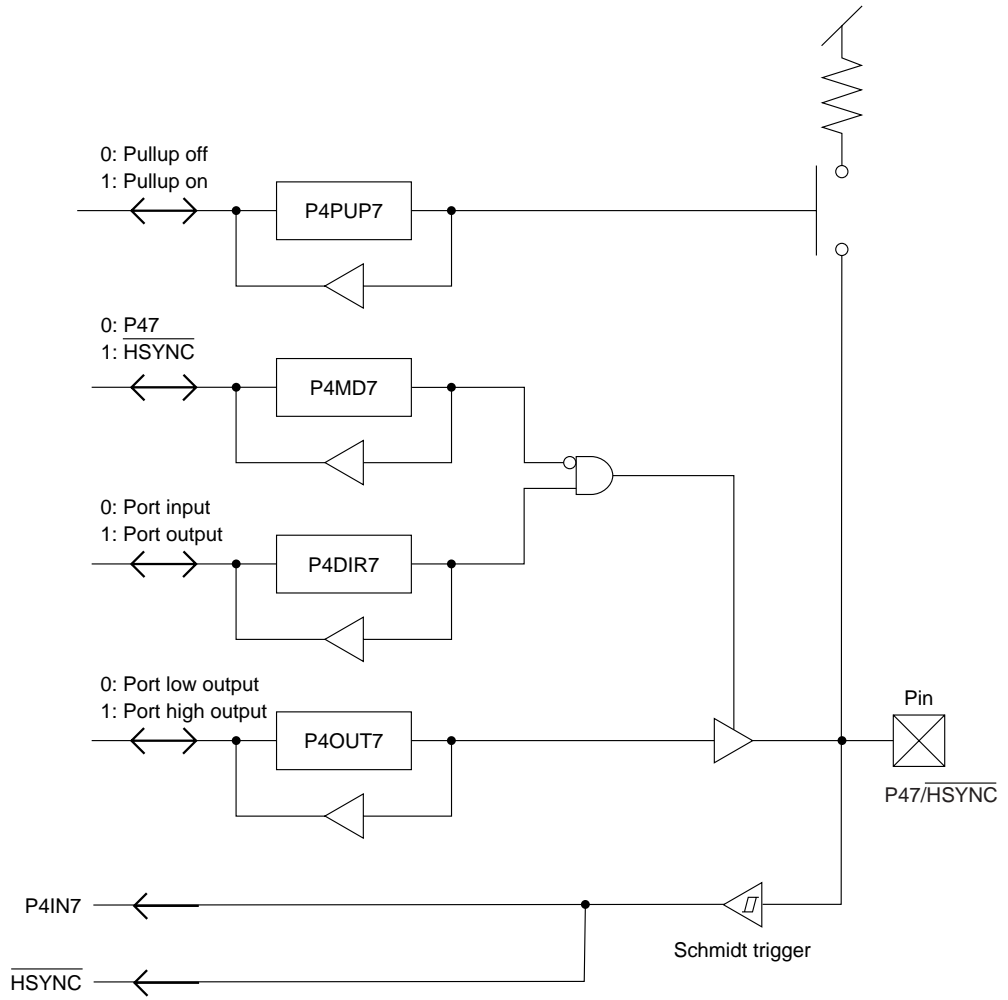 0: Pullup off
1: Pullup on
P4PUP7
0: P47
1: HSYNC
P4MD7
0: Port input
1: Port output
P4DIR7
0: Port low output
1: Port high output
P4OUT7
Pin
P47/HSYNC
P4IN7
Schmidt trigger
HSYNC